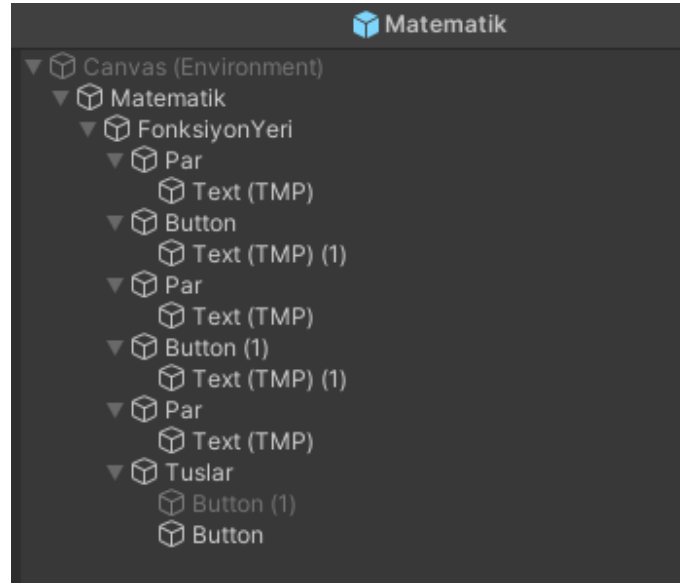 Matematik
Canvas (Environment)
Matematik
FonksiyonYeri
Par
Text (TMP)
Button
Text (TMP) (1)
Par
Text (TMP)
Button (1)
Text (TMP) (1)
Par
Text (TMP)
Tuslar
Button (1)
Button